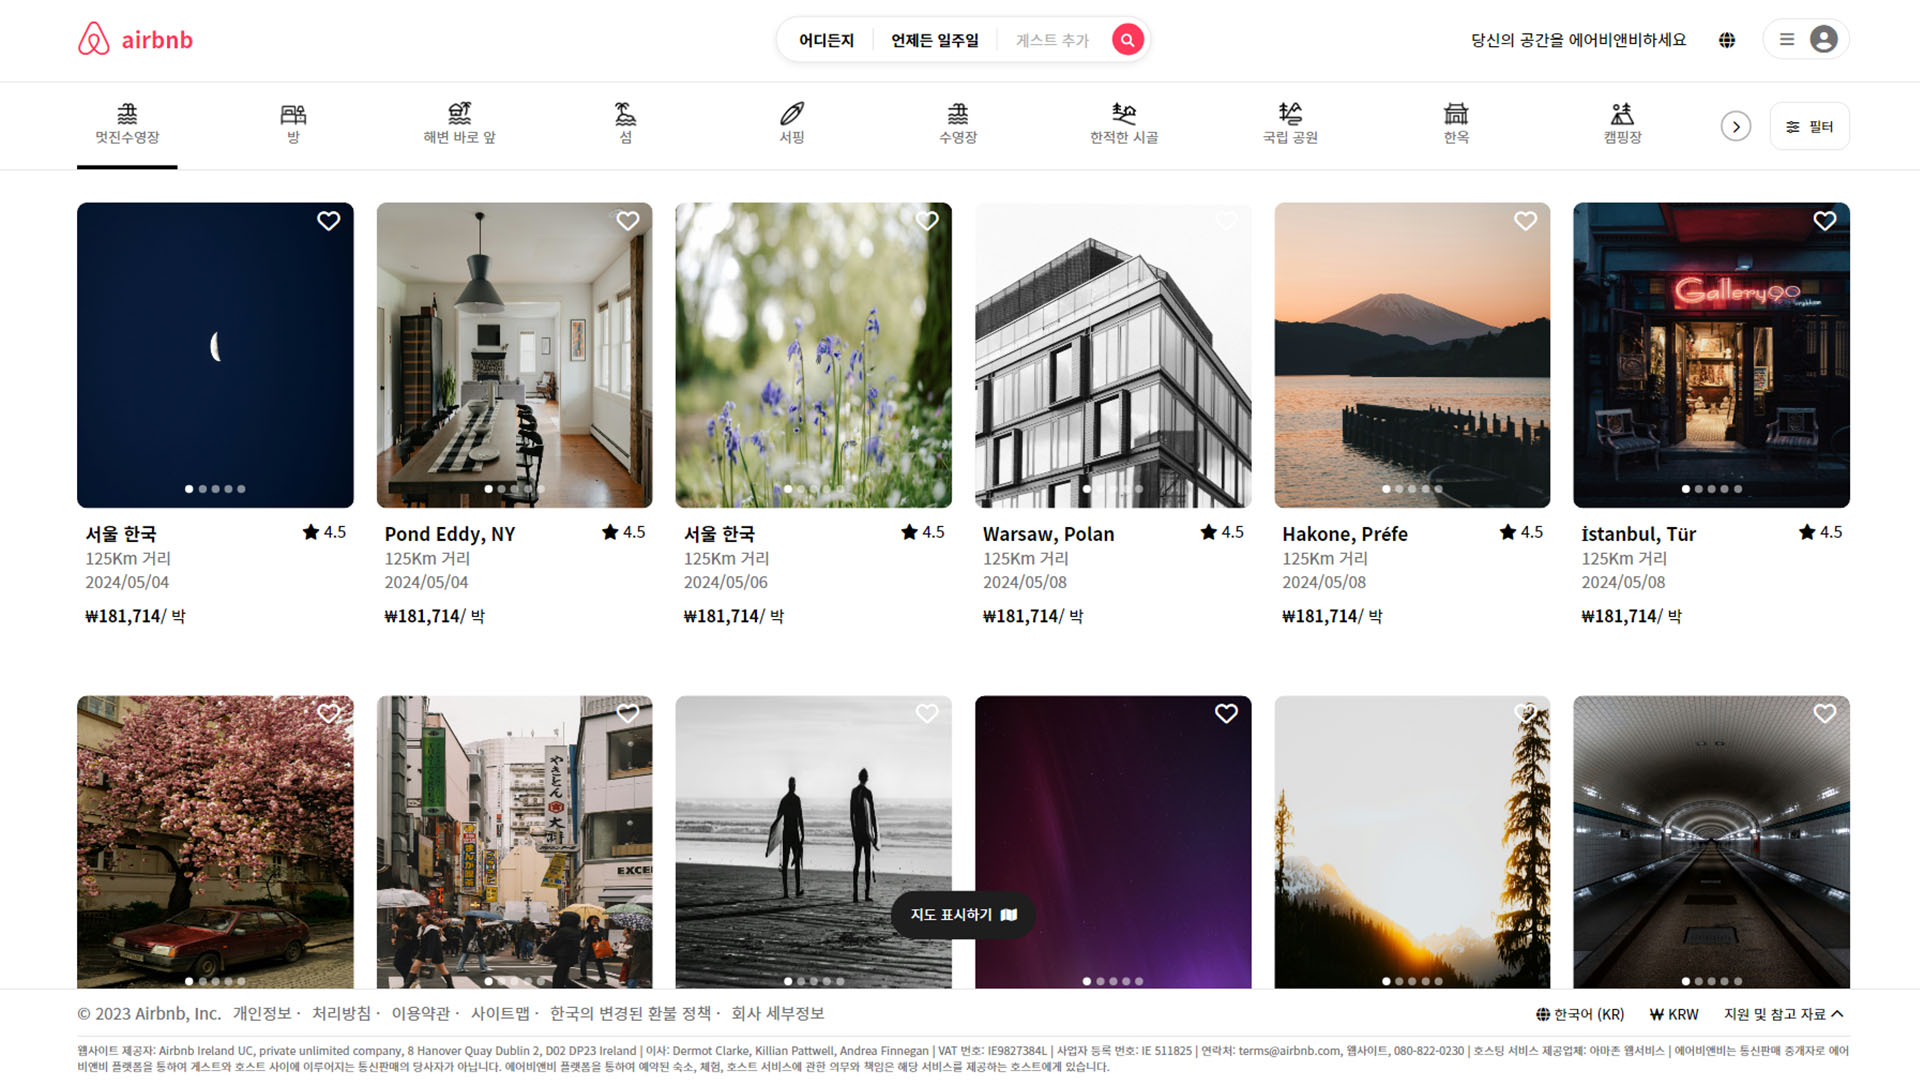 airbnb
어디든지
언제든 일주일
게스트 추가
당신의 공간을 에어비앤비하세요
멋진수영장
방
해변 바로 앞
섬
서핑
수영장
한적한 시골
국립 공원
한옥
캠핑장
필터
Gallery90
서울 한국
4.5
125Km 거리
2024/05/04
₩181,714/ 박
Pond Eddy, NY
4.5
125Km 거리
2024/05/04
₩181,714/ 박
서울 한국
4.5
125Km 거리
2024/05/06
₩181,714/ 박
Warsaw, Polan
4.5
125Km 거리
2024/05/08
₩181,714/ 박
Hakone, Préfe
4.5
125Km 거리
2024/05/08
₩181,714/ 박
İstanbul, Tür
4.5
125Km 거리
2024/05/08
₩181,714/ 박
やきとん
大
まんが
EXCE
지도 표시하기
© 2023 Airbnb, Inc. 개인정보 · 처리방침 · 이용약관 · 사이트맵 · 한국의 변경된 환불 정책 · 회사 세부정보
한국어 (KR)
₩ KRW
지원 및 참고 자료
웹사이트 제공자: Airbnb Ireland UC, private unlimited company, 8 Hanover Quay Dublin 2, D02 DP23 Ireland | 이사: Dermot Clarke, Killian Pattwell, Andrea Finnegan | VAT 번호: IE9827384L | 사업자 등록 번호: IE 511825 | 연락처: terms@airbnb.com, 웹사이트, 080-822-0230 | 호스팅 서비스 제공업체: 아마존 웹서비스 | 에어비앤비는 통신판매 중개자로 에어
비앤비 플랫폼을 통하여 게스트와 호스트 사이에 이루어지는 통신판매의 당사자가 아닙니다. 에어비앤비 플랫폼을 통하여 예약된 숙소, 체험, 호스트 서비스에 관한 의무와 책임은 해당 서비스를 제공하는 호스트에게 있습니다.